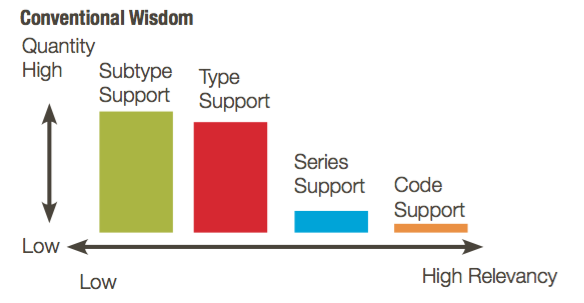 Conventional Wisdom
Quantity
High
Subtype
Support
Type
Support
Series
Support
Code
Support
Low
Low
High Relevancy